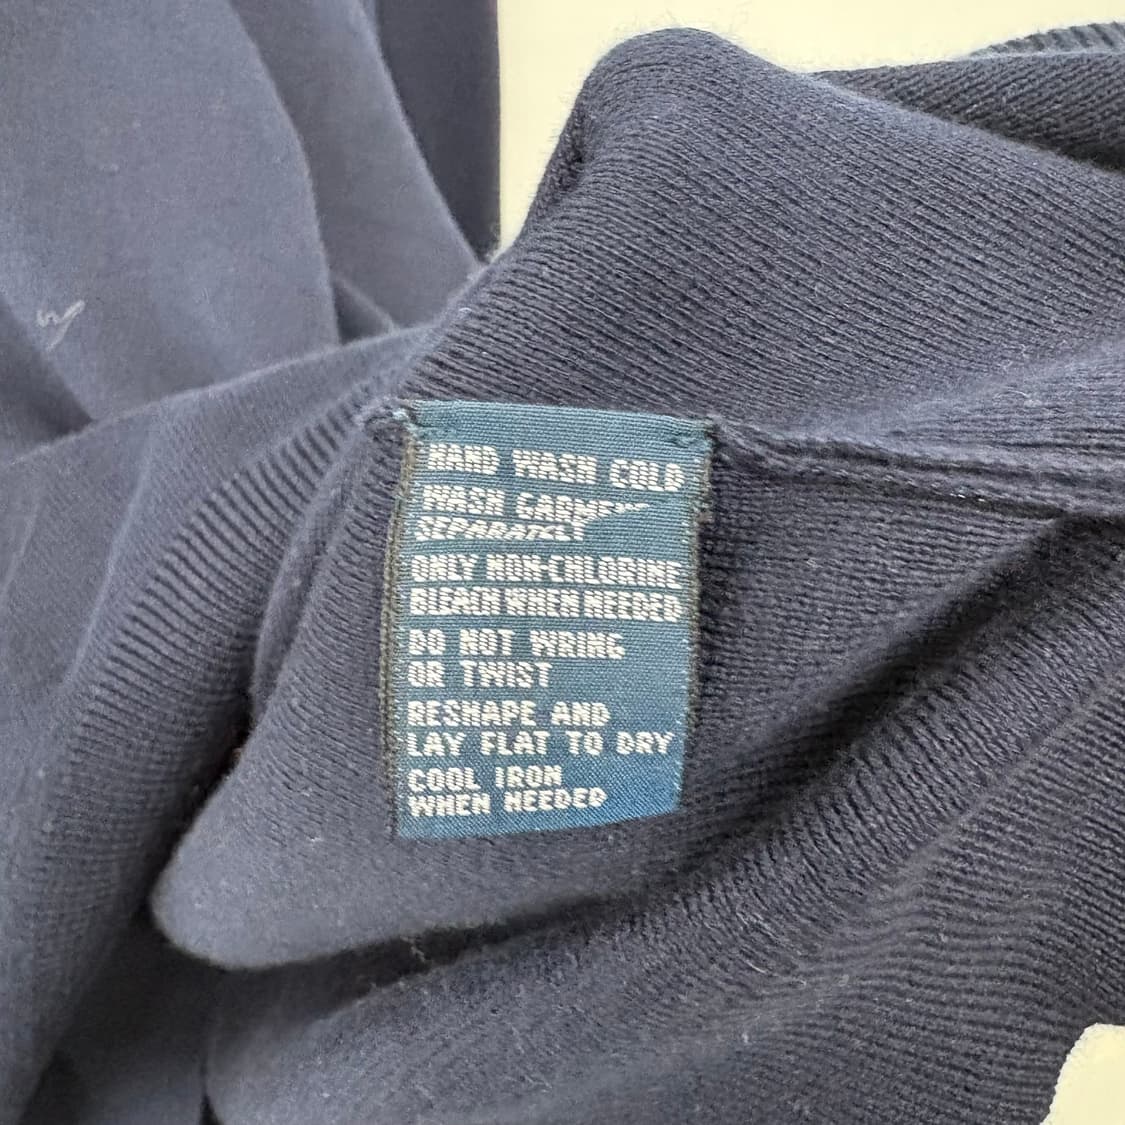 HAND WASH COLD
WASH GARMENT
SEPARATELY
ONLY NON-CHLORINE
BLEACH WHEN NEEDED
DO NOT WRING
OR TWIST
RESHAPE AND
LAY FLAT TO DRY
COOL IRON
WHEN NEEDED